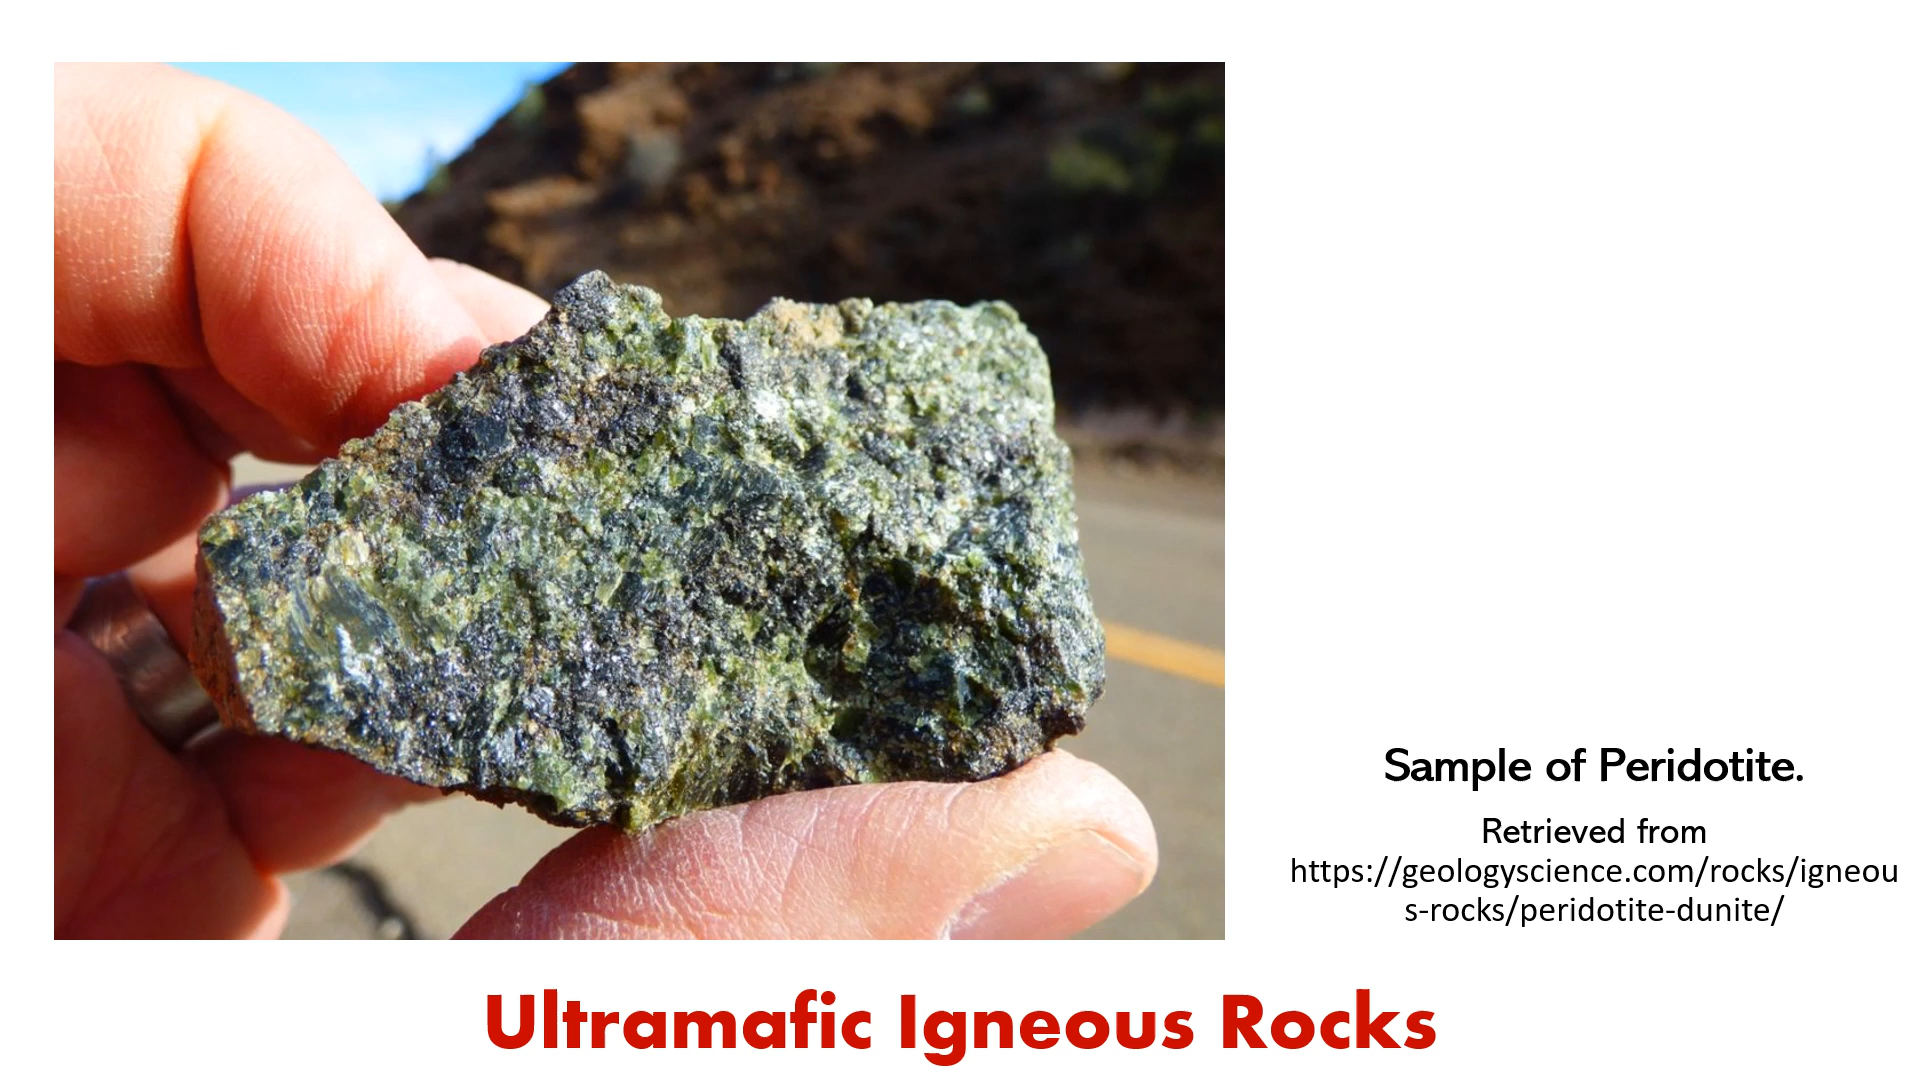 Sample of Peridotite.
Retrieved from
https://geologyscience.com/rocks/igneou
s-rocks/peridotite-dunite/
Ultramafic Igneous Rocks